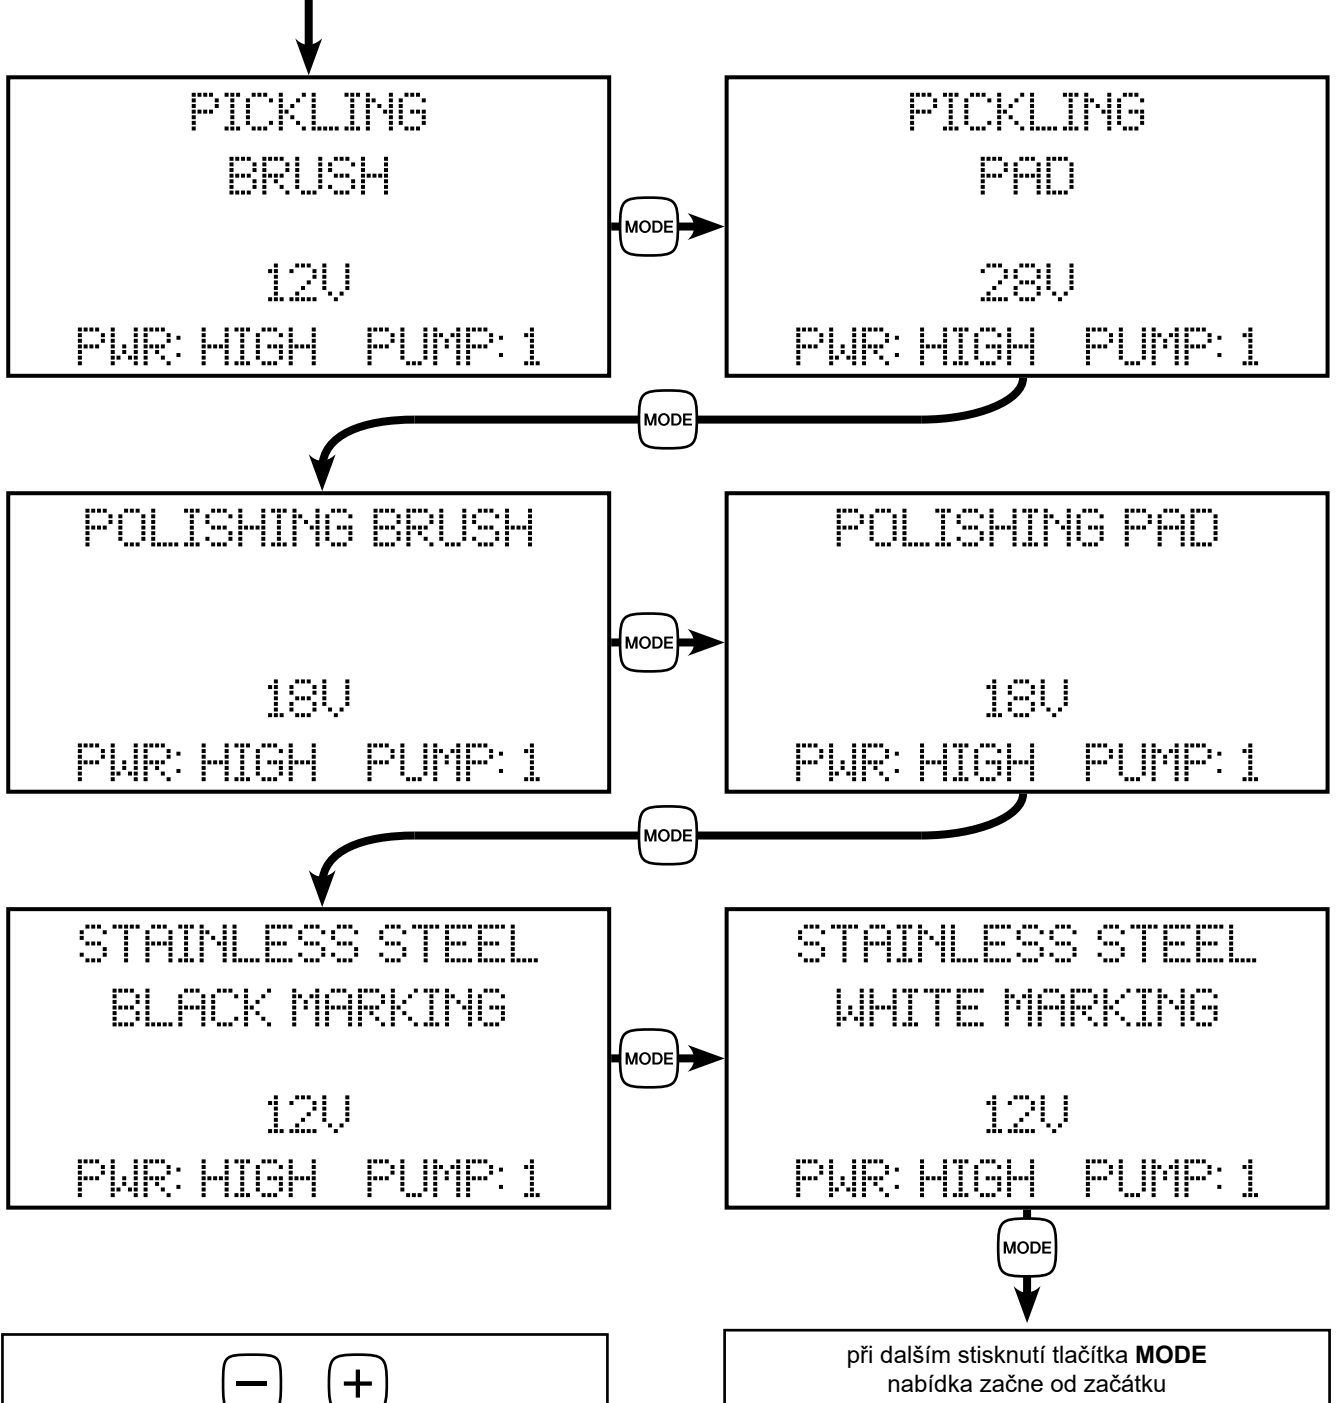 PICKLING
BRUSH
12V
PWR: HIGH PUMP: 1
MODE
PICKLING
PAD
28V
PWR: HIGH PUMP: 1
MODE
POLISHING BRUSH
18V
PWR: HIGH PUMP: 1
MODE
POLISHING PAD
18V
PWR: HIGH PUMP: 1
MODE
STAINLESS STEEL
BLACK MARKING
12V
PWR: HIGH PUMP: 1
MODE
STAINLESS STEEL
WHITE MARKING
12V
PWR: HIGH PUMP: 1
MODE
− +
při dalším stisknutí tlačítka MODE
nabídka začne od začátku